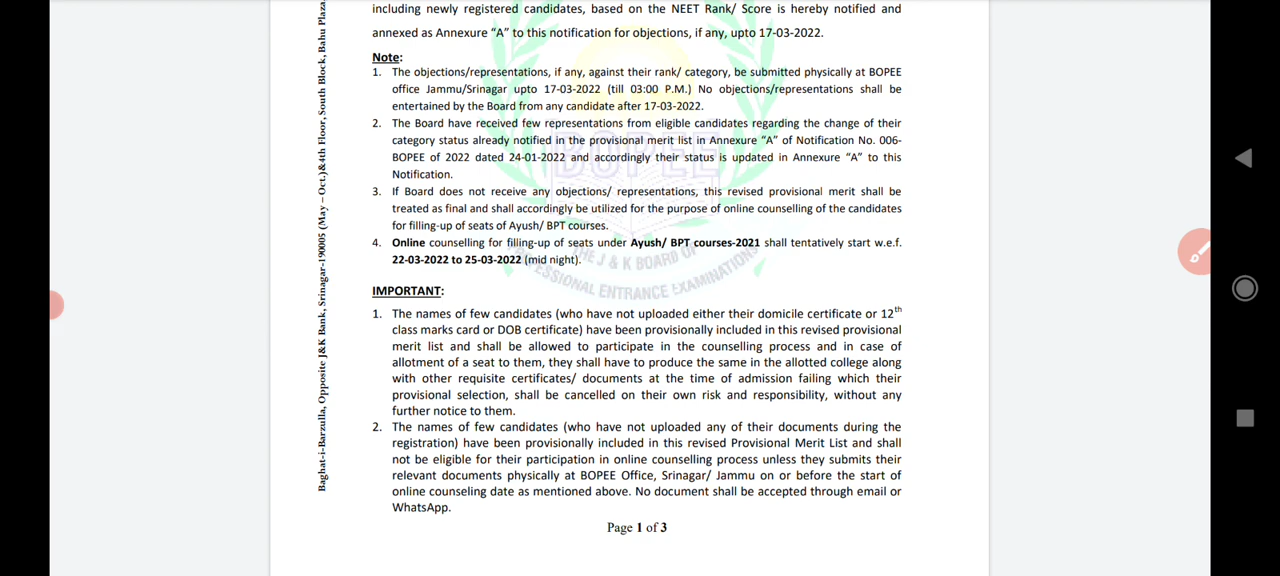 including newly registered candidates, based on the NEET Rank/ Score is hereby notified and
annexed as Annexure “A” to this notification for objections, if any, upto 17-03-2022.
Note:
1. The objections/representations, if any, against their rank/ category, be submitted physically at BOPEE
office Jammu/Srinagar upto 17-03-2022 (till 03:00 P.M.) No objections/representations shall be
entertained by the Board from any candidate after 17-03-2022.
2. The Board have received few representations from eligible candidates regarding the change of their
category status already notified in the provisional merit list in Annexure “A” of Notification No. 006-
BOPEE of 2022 dated 24-01-2022 and accordingly their status is updated in Annexure “A” to this
Notification.
3. If Board does not receive any objections/ representations, this revised provisional merit shall be
treated as final and shall accordingly be utilized for the purpose of online counselling of the candidates
for filling-up of seats of Ayush/ BPT courses.
4. Online counselling for filling-up of seats under Ayush/ BPT courses-2021 shall tentatively start w.e.f.
22-03-2022 to 25-03-2022 (mid night).
IMPORTANT:
1. The names of few candidates (who have not uploaded either their domicile certificate or 12th
class marks card or DOB certificate) have been provisionally included in this revised provisional
merit list and shall be allowed to participate in the counselling process and in case of
allotment of a seat to them, they shall have to produce the same in the allotted college along
with other requisite certificates/ documents at the time of admission failing which their
provisional selection, shall be cancelled on their own risk and responsibility, without any
further notice to them.
2. The names of few candidates (who have not uploaded any of their documents during the
registration) have been provisionally included in this revised Provisional Merit List and shall
not be eligible for their participation in online counselling process unless they submits their
relevant documents physically at BOPEE Office, Srinagar/ Jammu on or before the start of
online counseling date as mentioned above. No document shall be accepted through email or
WhatsApp.
Page 1 of 3
Baghat-i-Barzulla, Opposite J&K Bank, Srinagar-190005 (May – Oct.)&4th Floor, South Block, Bahu Plaza,
BOPEE
THE J & K BOARD OF
PROFESSIONAL ENTRANCE EXAMINATIONS